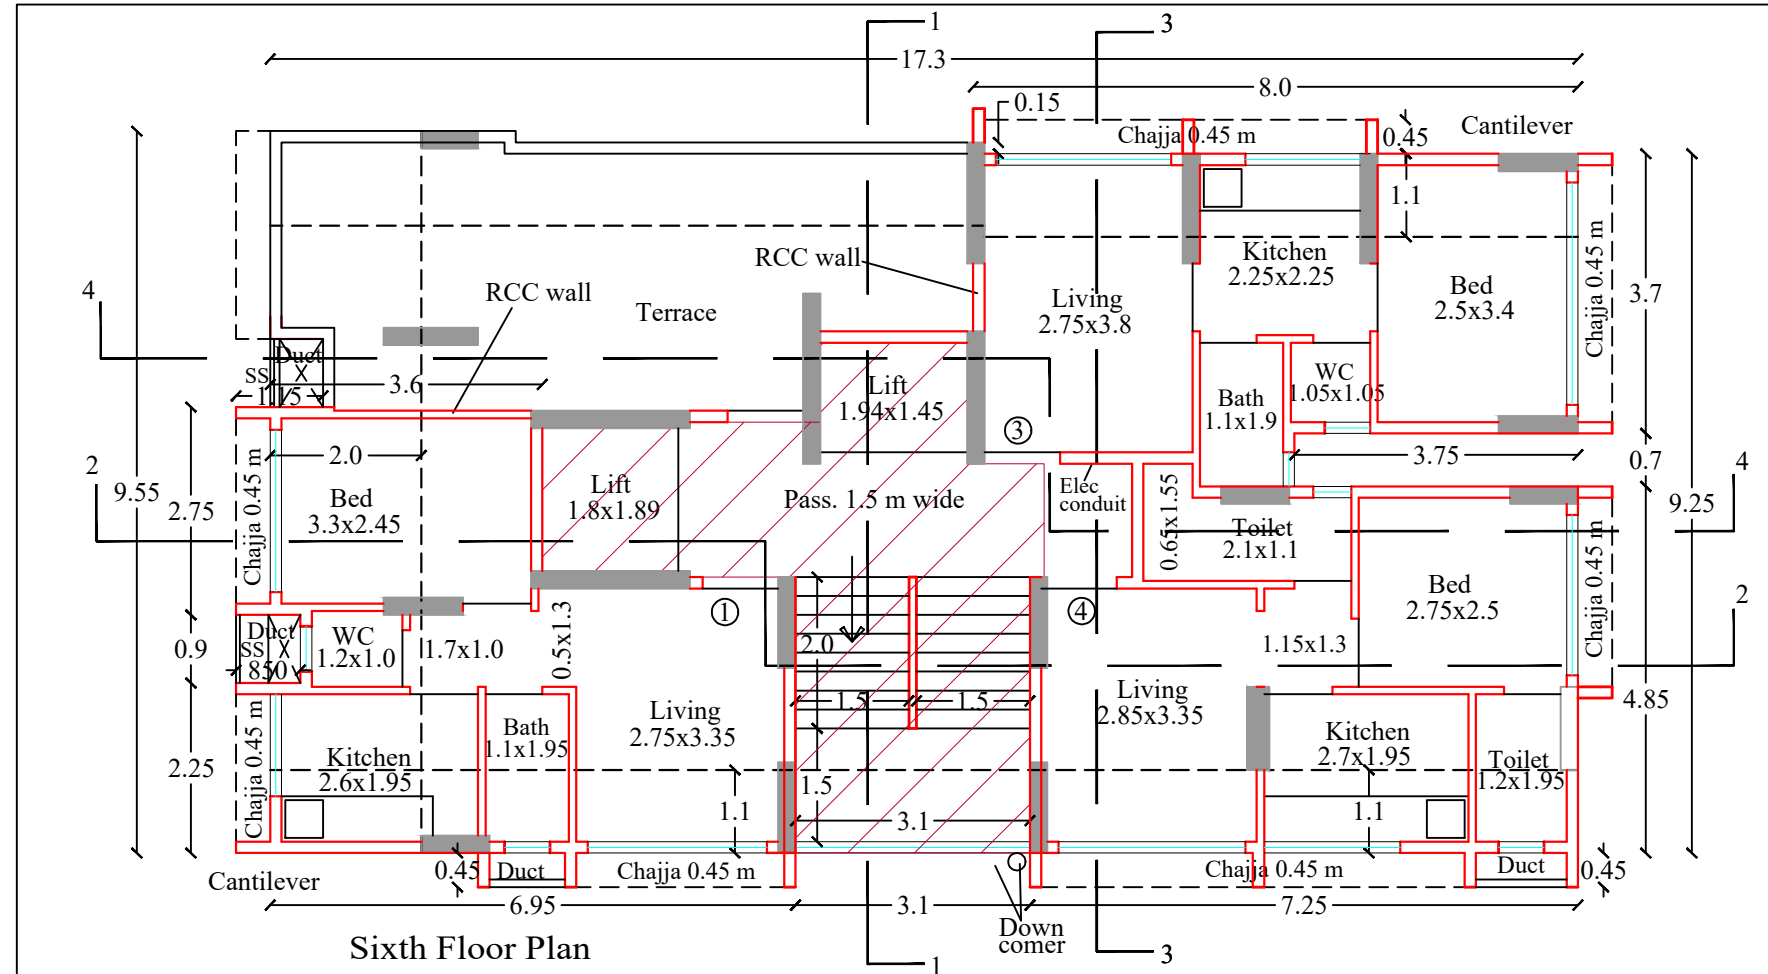 1
3
17.3
8.0
0.15
Chajja 0.45 m
0.45
Cantilever
1.1
RCC wall
Kitchen
2.25x2.25
Chajja 0.45 m
4
RCC wall
Terrace
Living
2.75x3.8
Bed
2.5x3.4
3.7
Duct
SS
1.15
3.6
Lift
1.94x1.45
WC
1.05x1.05
Bath
1.1x1.9
3
2.0
3.75
0.7
4
2
9.55
2.75
Chajja 0.45 m
Bed
3.3x2.45
Lift
1.8x1.89
Pass. 1.5 m wide
Elec
conduit
0.65x1.55
Toilet
2.1x1.1
9.25
Chajja 0.45 m
Bed
2.75x2.5
2
1
4
0.9
Duct
SS
850
WC
1.2x1.0
1.7x1.0
0.5x1.3
2.0
1.15x1.3
1.5
1.5
Living
2.75x3.35
Living
2.85x3.35
4.85
Chajja 0.45 m
2.25
Kitchen
2.6x1.95
Bath
1.1x1.95
Kitchen
2.7x1.95
Toilet
1.2x1.95
1.1
1.5
3.1
1.1
0.45
Duct
Chajja 0.45 m
Chajja 0.45 m
Duct
0.45
Cantilever
6.95
3.1
7.25
Down
comer
Sixth Floor Plan
1
3